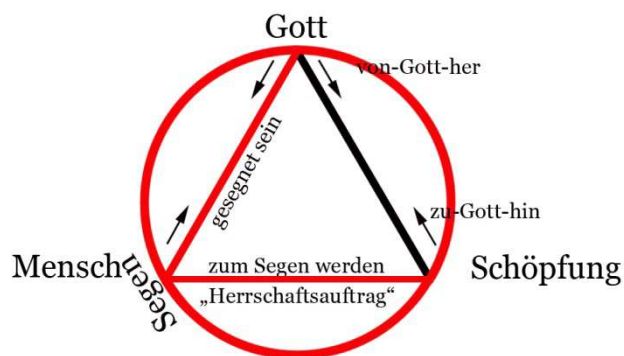 Gott
von-Gott-her
gesegnet sein
zu-Gott-hin
Mensch
Segen
zum Segen werden
„Herrschaftsauftrag“
Schöpfung